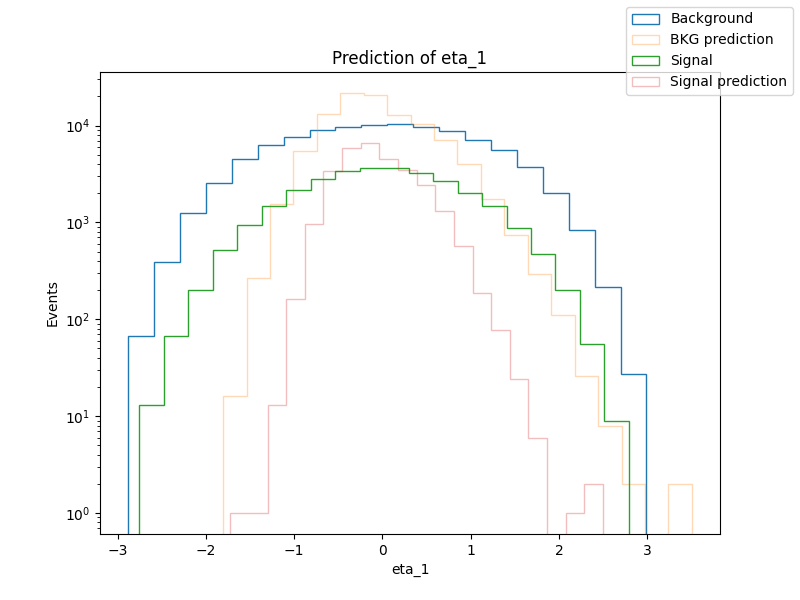 Prediction of eta_1
Background
BKG prediction
Signal
Signal prediction
Events
10^4
10^3
10^2
10^1
10^0
−3 −2 −1 0 1 2 3
eta_1